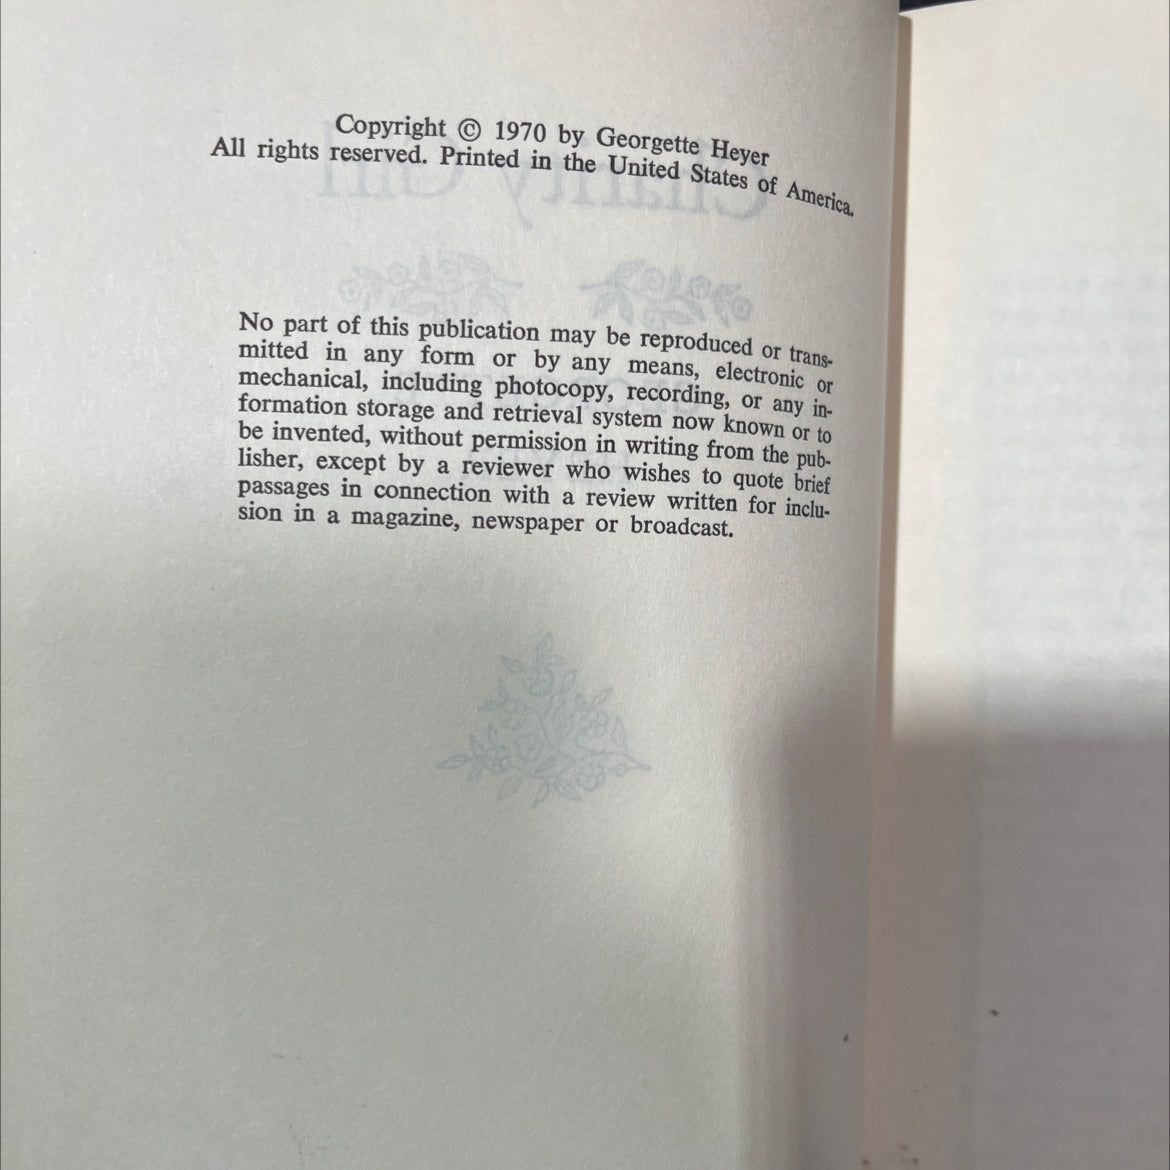 Copyright © 1970 by Georgette Heyer
All rights reserved. Printed in the United States of America.
No part of this publication may be reproduced or trans-
mitted in any form or by any means, electronic or
mechanical, including photocopy, recording, or any in-
formation storage and retrieval system now known or to
be invented, without permission in writing from the pub-
lisher, except by a reviewer who wishes to quote brief
passages in connection with a review written for inclu-
sion in a magazine, newspaper or broadcast.
Charity Girl